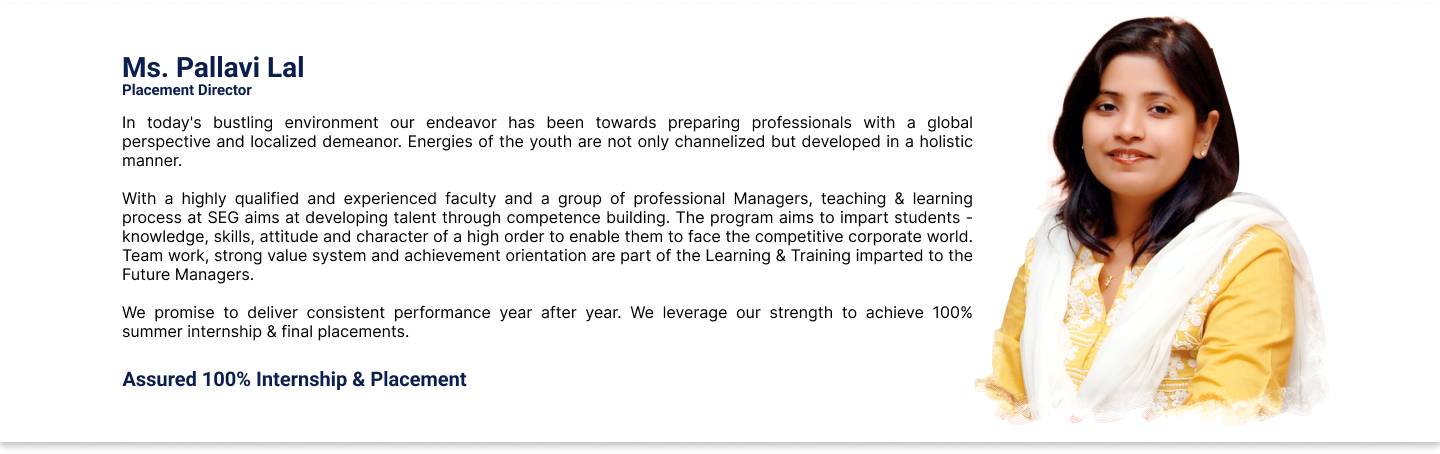 Ms. Pallavi Lal
Placement Director
In today's bustling environment our endeavor has been towards preparing professionals with a global
perspective and localized demeanor. Energies of the youth are not only channelized but developed in a holistic
manner.
With a highly qualified and experienced faculty and a group of professional Managers, teaching & learning
process at SEG aims at developing talent through competence building. The program aims to impart students -
knowledge, skills, attitude and character of a high order to enable them to face the competitive corporate world.
Team work, strong value system and achievement orientation are part of the Learning & Training imparted to the
Future Managers.
We promise to deliver consistent performance year after year. We leverage our strength to achieve 100%
summer internship & final placements.
Assured 100% Internship & Placement